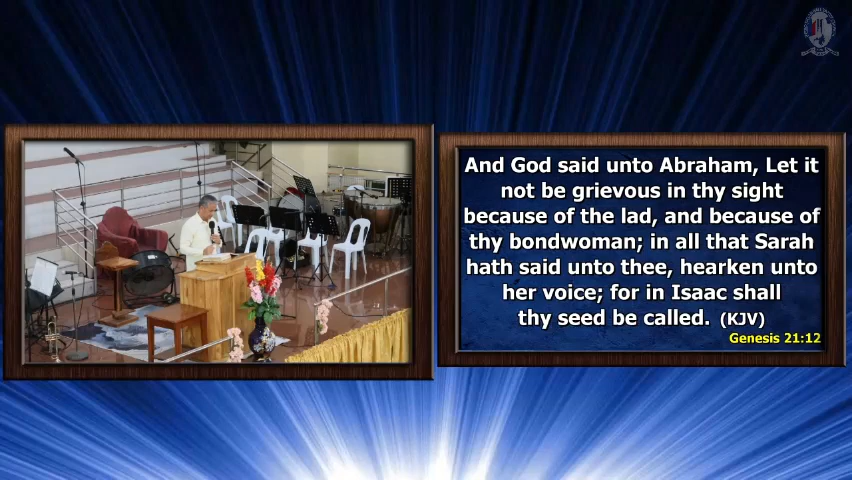 And God said unto Abraham, Let it
not be grievous in thy sight
because of the lad, and because of
thy bondwoman; in all that Sarah
hath said unto thee, hearken unto
her voice; for in Isaac shall
thy seed be called. (KJV)
Genesis 21:12